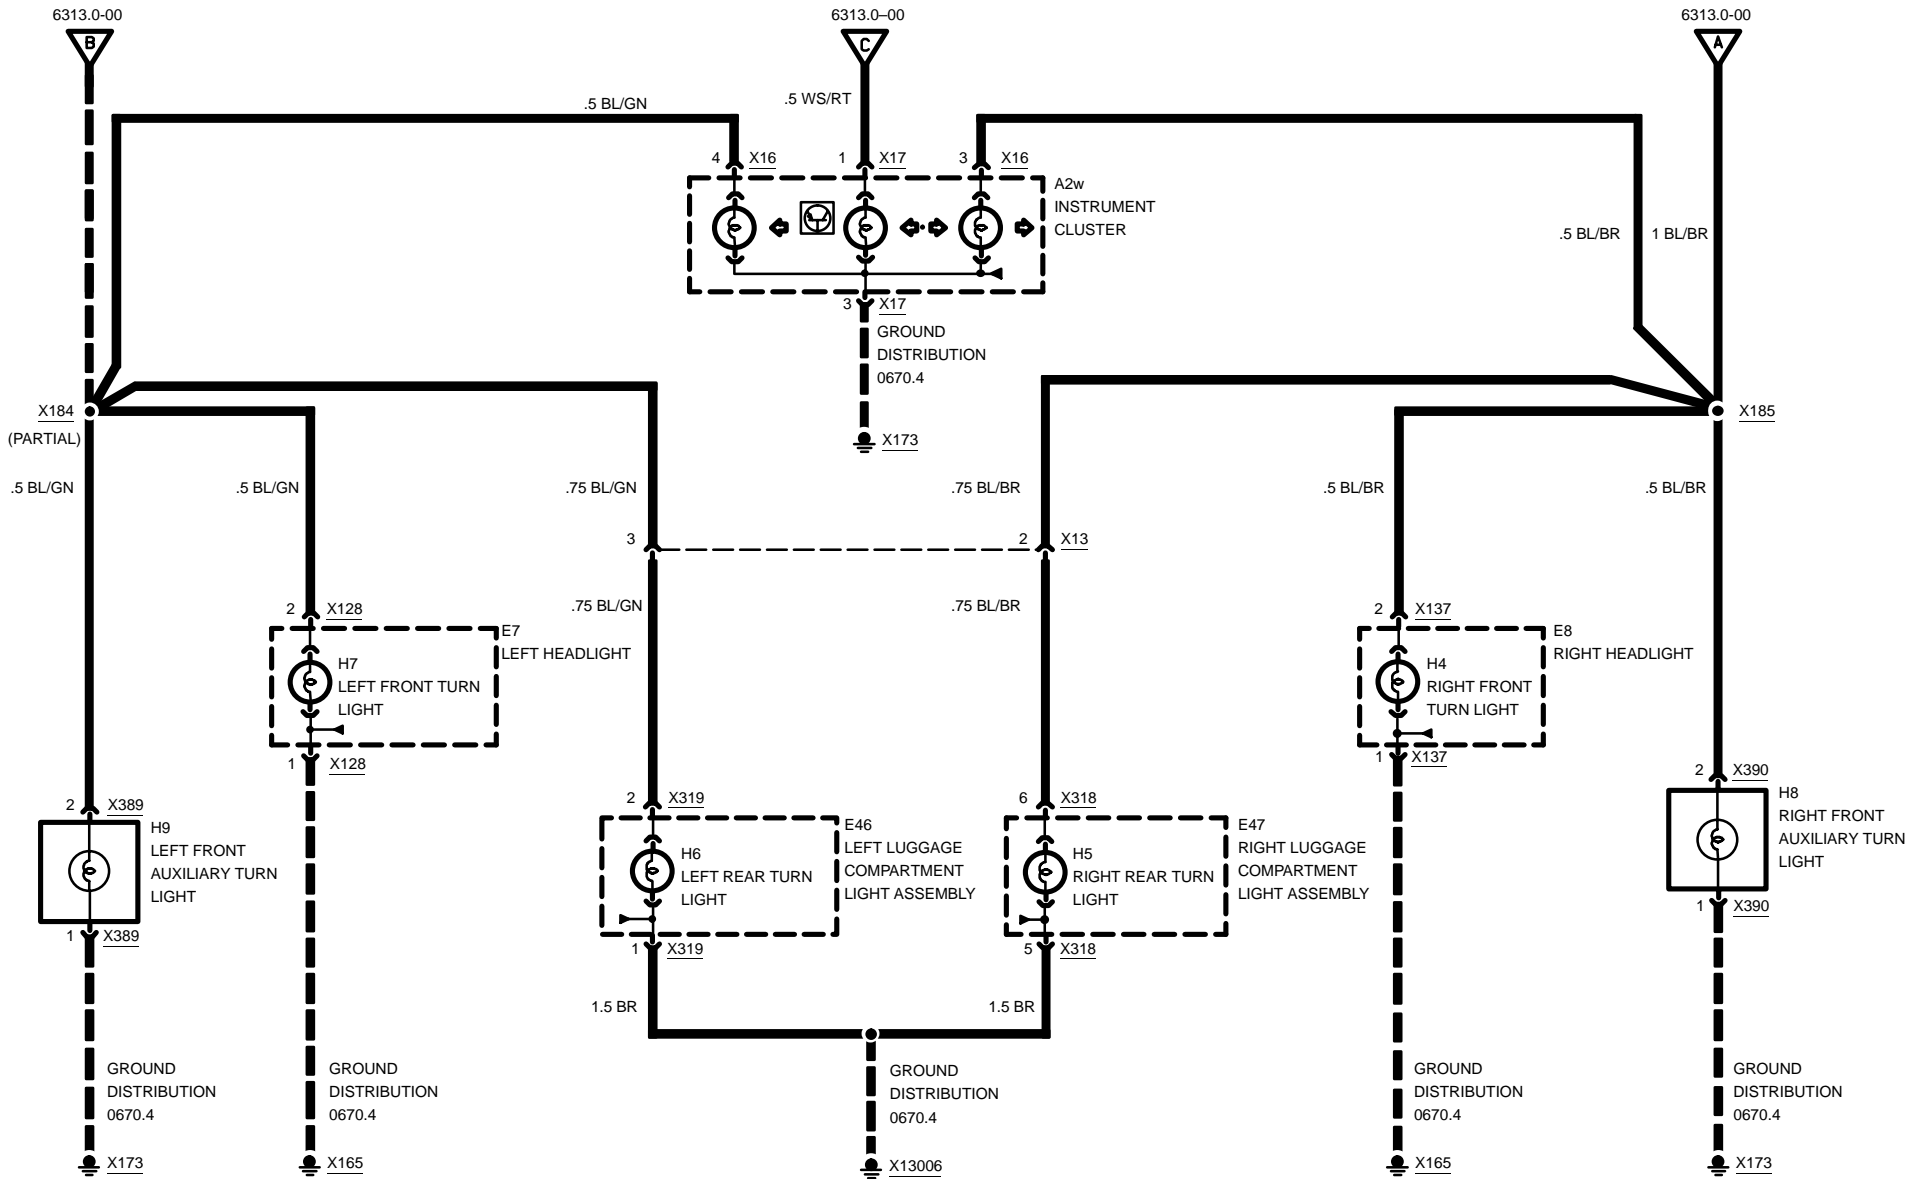 6313.0-00
6313.0–00
6313.0-00
B
C
A
.5 BL/GN
.5 WS/RT
4
X16
1
X17
3
X16
A2w
INSTRUMENT
CLUSTER
.5 BL/BR
1 BL/BR
3
X17
GROUND
DISTRIBUTION
0670.4
X173
X184
(PARTIAL)
X185
.5 BL/GN
.5 BL/GN
.75 BL/GN
.75 BL/BR
.5 BL/BR
.5 BL/BR
3
2
X13
.75 BL/GN
.75 BL/BR
2
X128
E7
LEFT HEADLIGHT
H7
LEFT FRONT TURN
LIGHT
1
X128
2
X137
E8
RIGHT HEADLIGHT
H4
RIGHT FRONT
TURN LIGHT
1
X137
2
X389
H9
LEFT FRONT
AUXILIARY TURN
LIGHT
1
X389
2
X319
E46
LEFT LUGGAGE
COMPARTMENT
LIGHT ASSEMBLY
H6
LEFT REAR TURN
LIGHT
1
X319
6
X318
E47
RIGHT LUGGAGE
COMPARTMENT
LIGHT ASSEMBLY
H5
RIGHT REAR TURN
LIGHT
5
X318
2
X390
H8
RIGHT FRONT
AUXILIARY TURN
LIGHT
1
X390
1.5 BR
1.5 BR
GROUND
DISTRIBUTION
0670.4
X173
GROUND
DISTRIBUTION
0670.4
X165
GROUND
DISTRIBUTION
0670.4
X13006
GROUND
DISTRIBUTION
0670.4
X165
GROUND
DISTRIBUTION
0670.4
X173